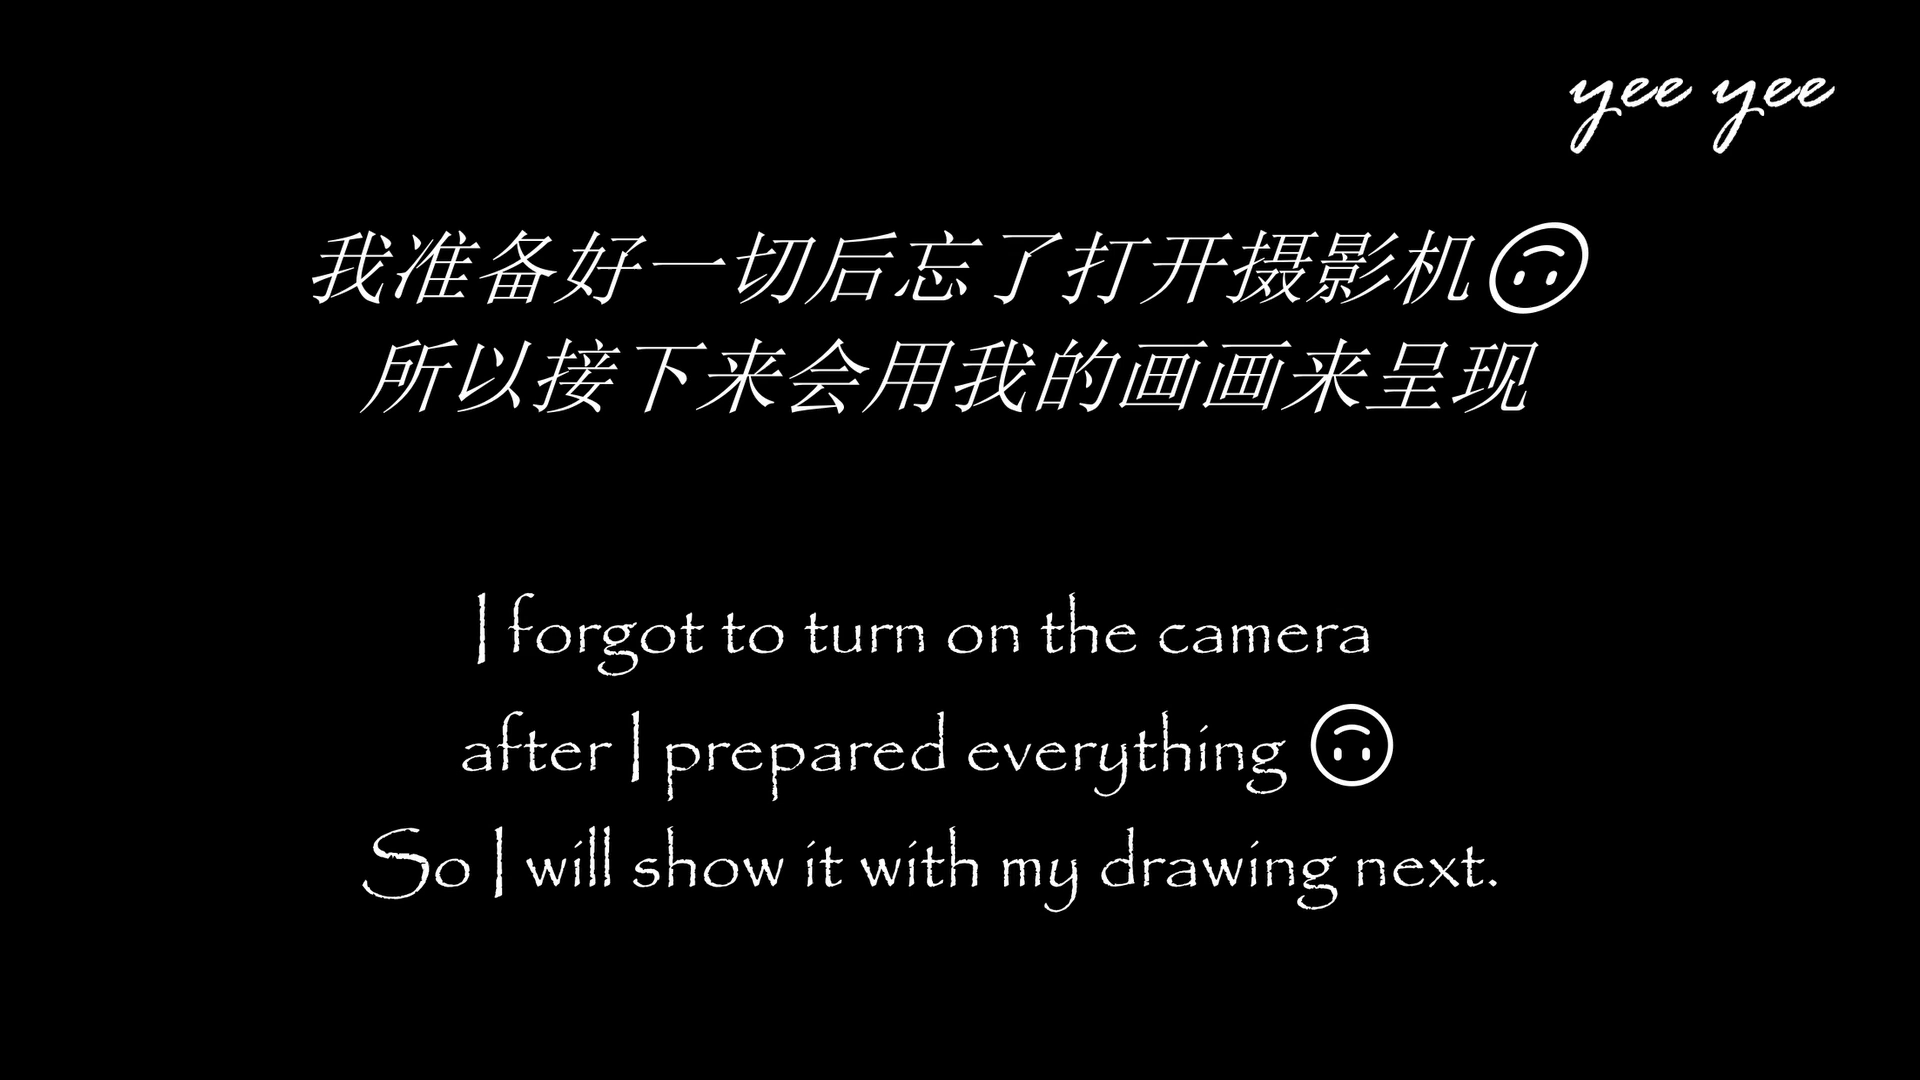 yee yee
我准备好一切后忘了打开摄影机🙃
所以接下来会用我的画画来呈现
I forgot to turn on the camera
after I prepared everything 🙃
So I will show it with my drawing next.